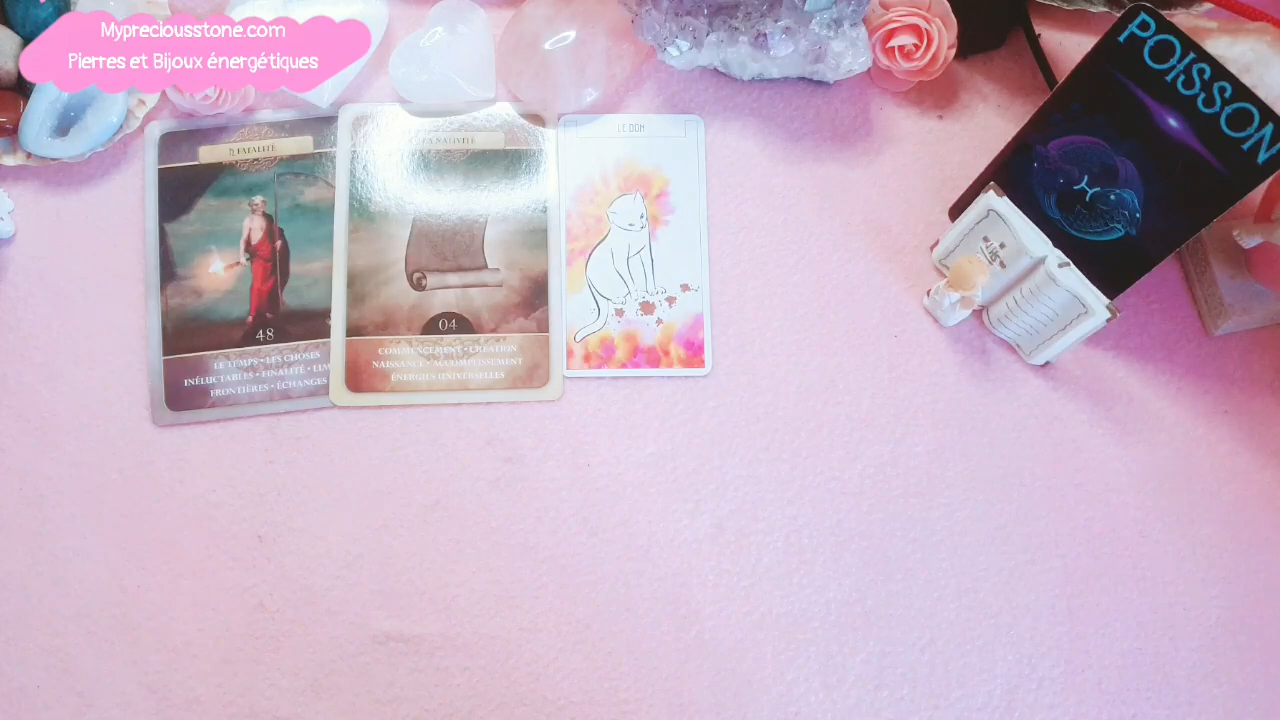 Mypreciousstone.com
Pierres et Bijoux énergétiques
POISSON
FATALITÉ
LA NATIVITÉ
LE DON
48
LE TEMPS • LES CHOSES
INÉLUCTABLES • FINALITÉ • LIM
FRONTIÈRES • ÉCHANGES
04
COMMENCEMENT • CRÉATION
NAISSANCE • ACCOMPLISSEMENT
ÉNERGIES UNIVERSELLES